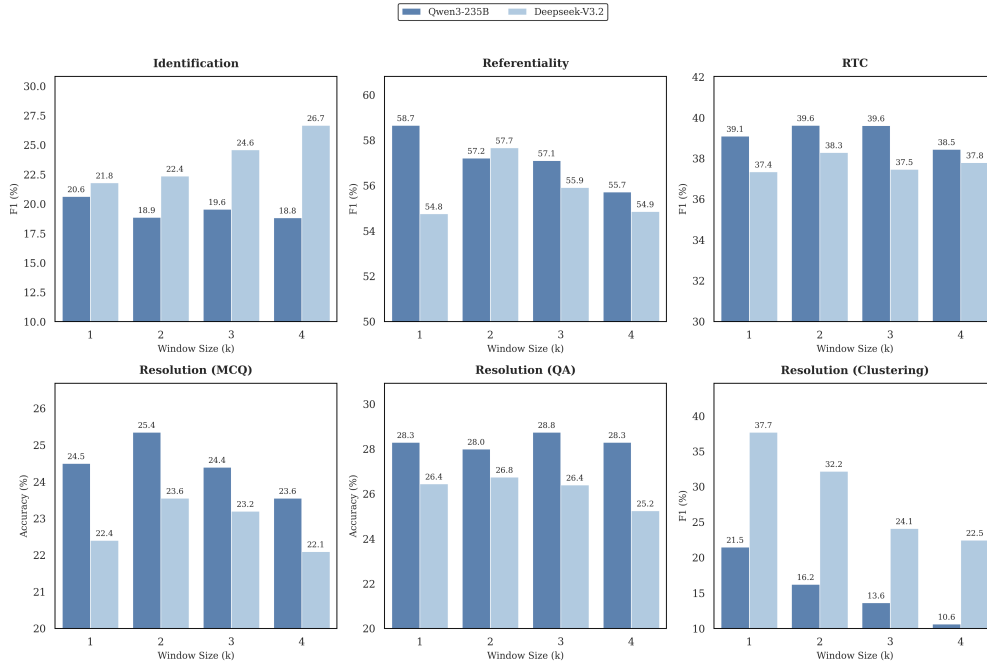 Qwen3-235B Deepseek-V3.2
Identification
Referentiality
RTC
F1 (%)
30.0
27.5
25.0
22.5
20.0
17.5
15.0
12.5
10.0
20.6 21.8 18.9 22.4 19.6 24.6 18.8 26.7
1 2 3 4
Window Size (k)
F1 (%)
60
58
56
54
52
50
58.7 54.8 57.2 57.7 57.1 55.9 55.7 54.9
1 2 3 4
Window Size (k)
F1 (%)
42
40
38
36
34
32
30
39.1 37.4 39.6 38.3 39.6 37.5 38.5 37.8
1 2 3 4
Window Size (k)
Resolution (MCQ)
Resolution (QA)
Resolution (Clustering)
Accuracy (%)
26
25
24
23
22
21
20
24.5 22.4 25.4 23.6 24.4 23.2 23.6 22.1
1 2 3 4
Window Size (k)
Accuracy (%)
30
28
26
24
22
20
28.3 26.4 28.0 26.8 28.8 26.4 28.3 25.2
1 2 3 4
Window Size (k)
F1 (%)
40
35
30
25
20
15
10
21.5 37.7 16.2 32.2 13.6 24.1 10.6 22.5
1 2 3 4
Window Size (k)